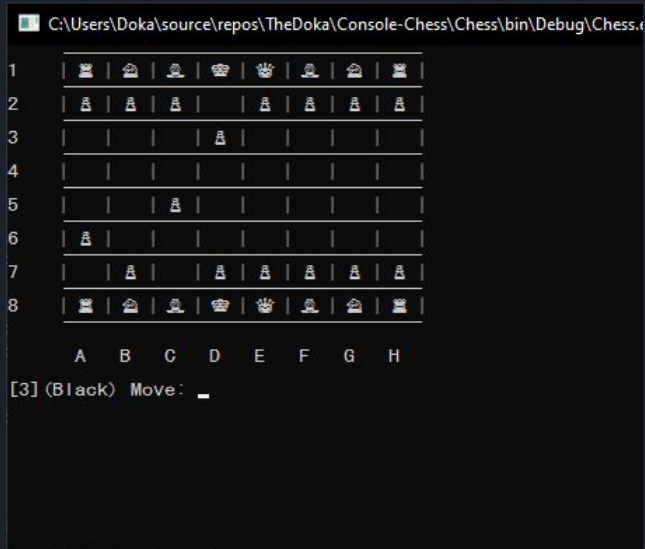 C:\Users\Doka\source\repos\TheDoka\Console-Chess\Chess\bin\Debug\Chess.e
1
2
3
4
5
6
7
8
A B C D E F G H
[3](Black) Move: _